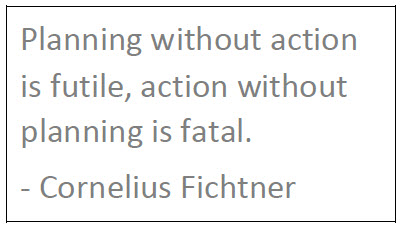 Planning without action
is futile, action without
planning is fatal.
- Cornelius Fichtner